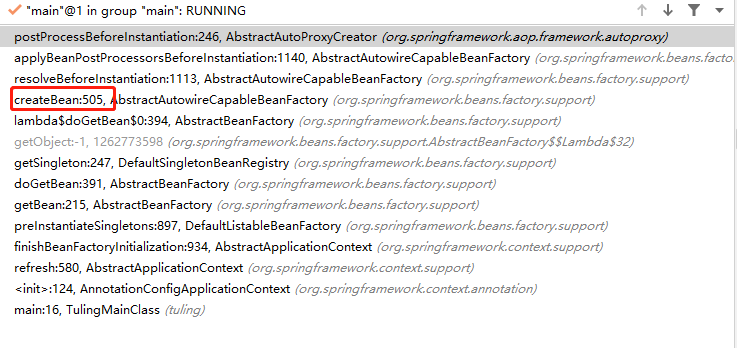 "main"@1 in group "main": RUNNING
postProcessBeforeInstantiation:246, AbstractAutoProxyCreator (org.springframework.aop.framework.autoproxy)
applyBeanPostProcessorsBeforeInstantiation:1140, AbstractAutowireCapableBeanFactory (org.springframework.beans.factory.
resolveBeforeInstantiation:1113, AbstractAutowireCapableBeanFactory (org.springframework.beans.factory.support)
createBean:505, AbstractAutowireCapableBeanFactory (org.springframework.beans.factory.support)
lambda$doGetBean$0:394, AbstractBeanFactory (org.springframework.beans.factory.support)
getObject:-1, 1262773598 (org.springframework.beans.factory.support.AbstractBeanFactory$$Lambda$32)
getSingleton:247, DefaultSingletonBeanRegistry (org.springframework.beans.factory.support)
doGetBean:391, AbstractBeanFactory (org.springframework.beans.factory.support)
getBean:215, AbstractBeanFactory (org.springframework.beans.factory.support)
preInstantiateSingletons:897, DefaultListableBeanFactory (org.springframework.beans.factory.support)
finishBeanFactoryInitialization:934, AbstractApplicationContext (org.springframework.context.support)
refresh:580, AbstractApplicationContext (org.springframework.context.support)
<init>:124, AnnotationConfigApplicationContext (org.springframework.context.annotation)
main:16, TulingMainClass (tuling)